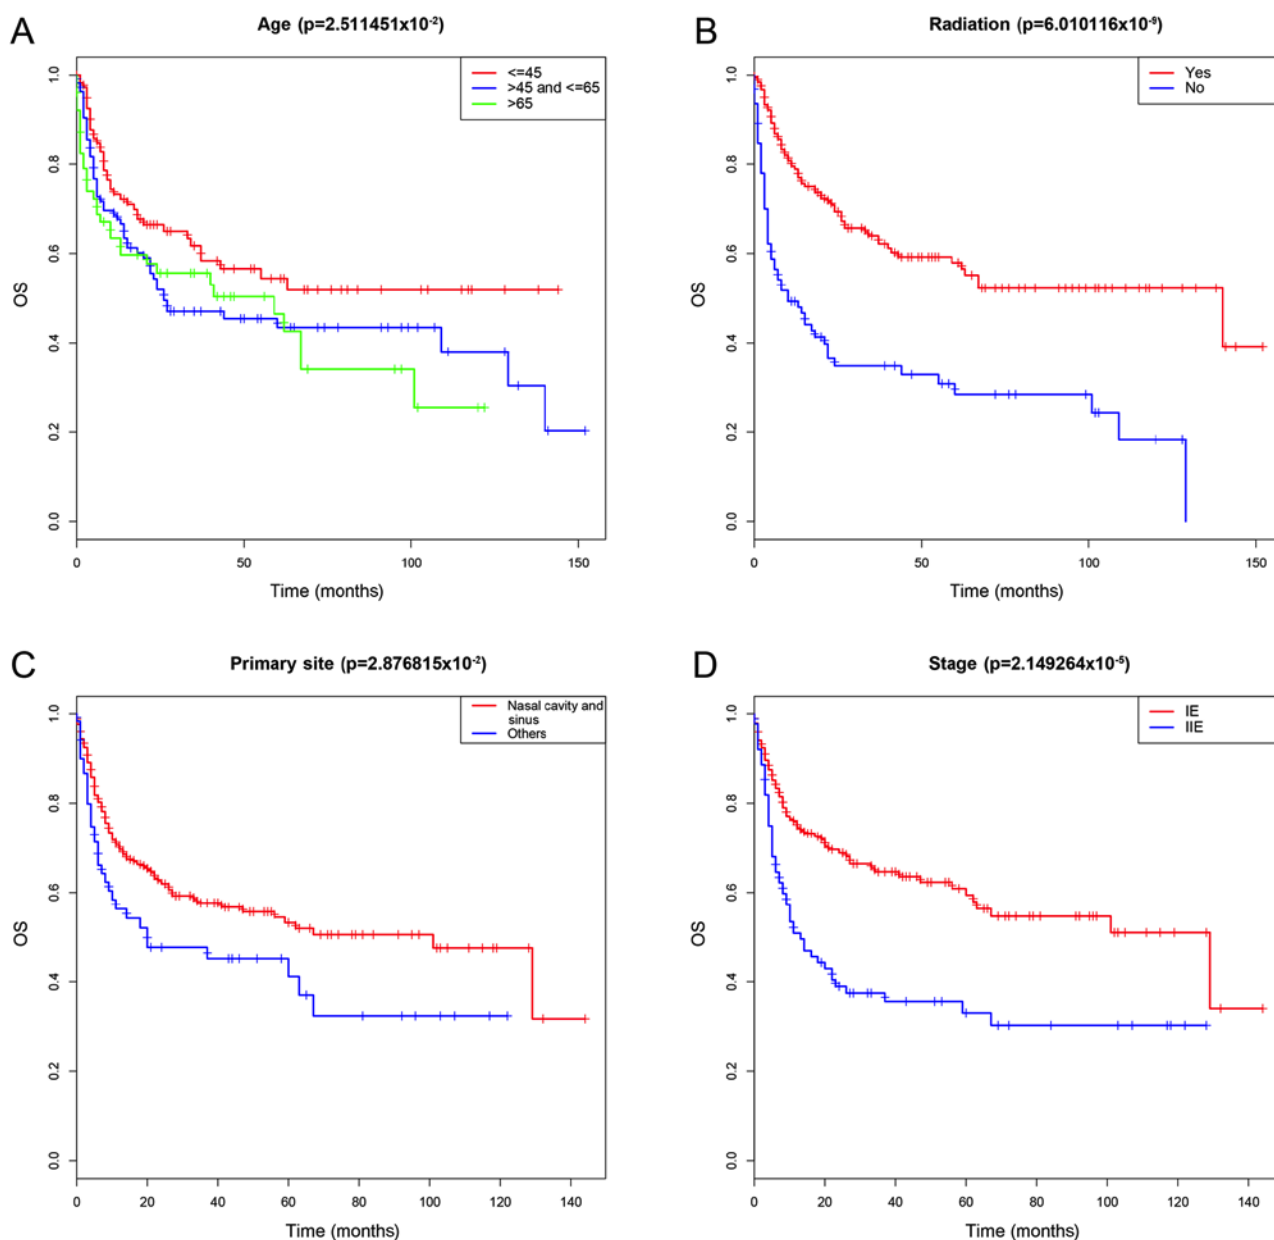 A
Age (p=2.511451x10⁻²)
<=45
>45 and <=65
>65
1.0
0.8
0.6
0.4
0.2
0.0
OS
0
50
100
150
Time (months)
B
Radiation (p=6.010116x10⁻⁹)
Yes
No
1.0
0.8
0.6
0.4
0.2
0.0
OS
0
50
100
150
Time (months)
C
Primary site (p=2.876815x10⁻²)
Nasal cavity and
sinus
Others
1.0
0.8
0.6
0.4
0.2
0.0
OS
0
20
40
60
80
100
120
140
Time (months)
D
Stage (p=2.149264x10⁻⁵)
IE
IIE
1.0
0.8
0.6
0.4
0.2
0.0
OS
0
20
40
60
80
100
120
140
Time (months)